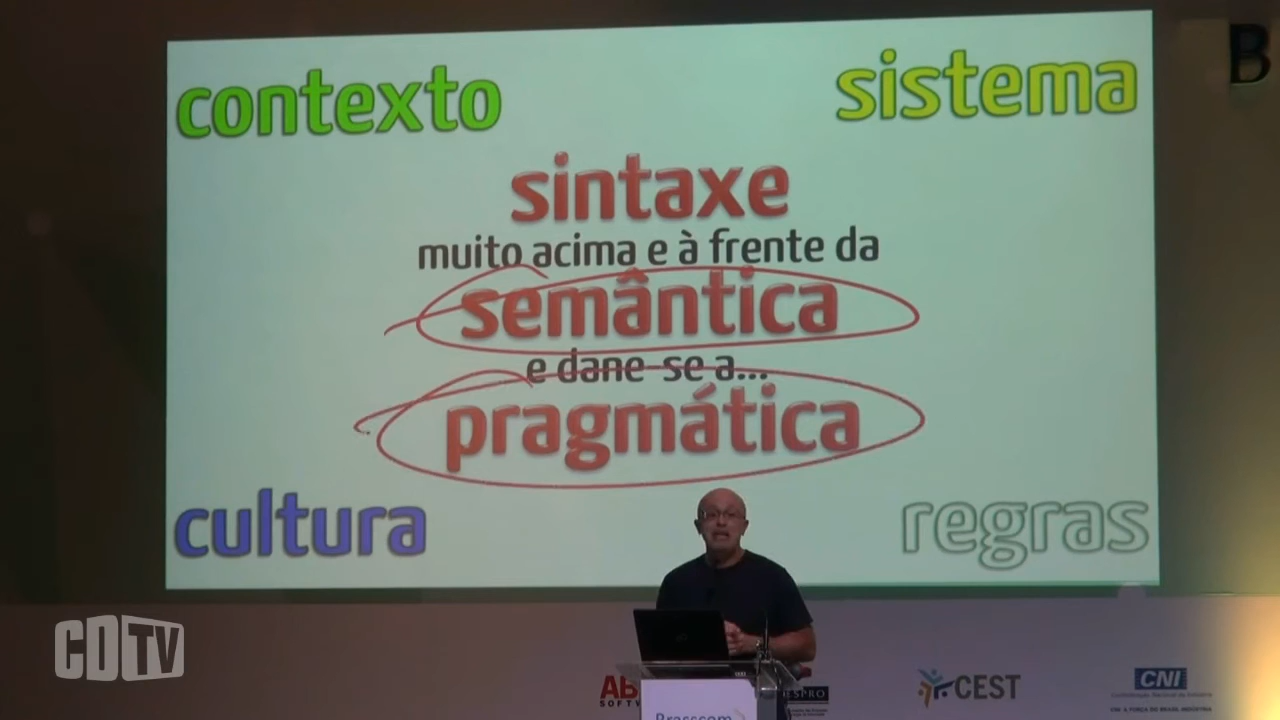 contexto
sistema
sintaxe
muito acima e à frente da
semântica
e dane-se a...
pragmática
cultura
regras
B
CDTV
CEST
CNI